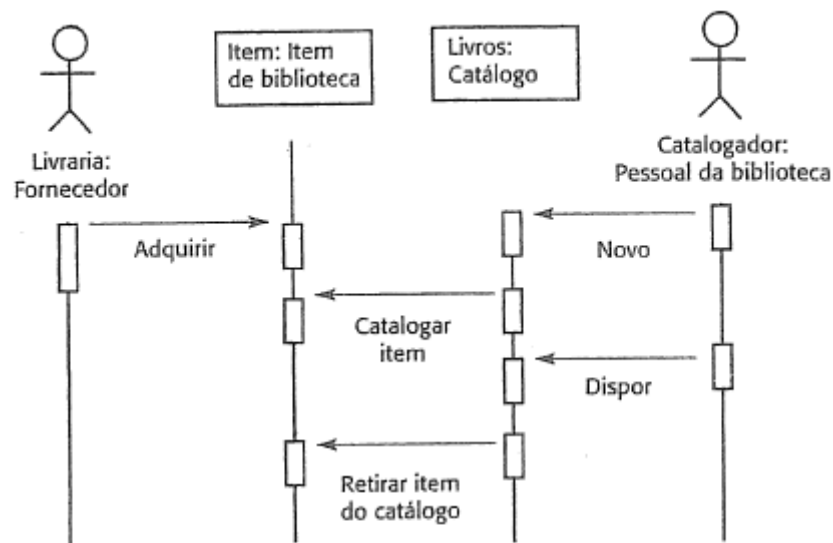 Item: Item
de biblioteca
Livros:
Catálogo
Livraria:
Fornecedor
Catalogador:
Pessoal da biblioteca
Adquirir
Novo
Catalogar
item
Dispor
Retirar item
do catálogo